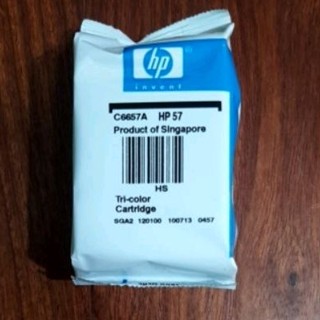 hp
invent
C6657A HP 57
Product of Singapore
HS
Tri-color
Cartridge
SGA2 120100 100713 0457